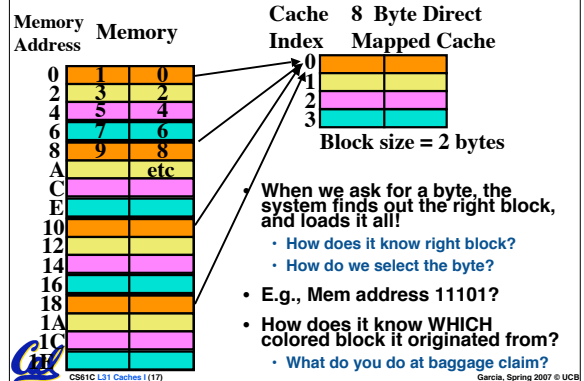 Memory
Address
Memory
Cache 8 Byte Direct
Index Mapped Cache
0 1 0
2 3 2
4 5 4
6 7 6
8 9 8
A etc
C
E
10
12
14
16
18
1A
1C
1E
0
1
2
3
Block size = 2 bytes
• When we ask for a byte, the
system finds out the right block,
and loads it all!
• How does it know right block?
• How do we select the byte?
• E.g., Mem address 11101?
• How does it know WHICH
colored block it originated from?
• What do you do at baggage claim?
Cal
CS61C L31 Caches I (17)
Garcia, Spring 2007 © UCB